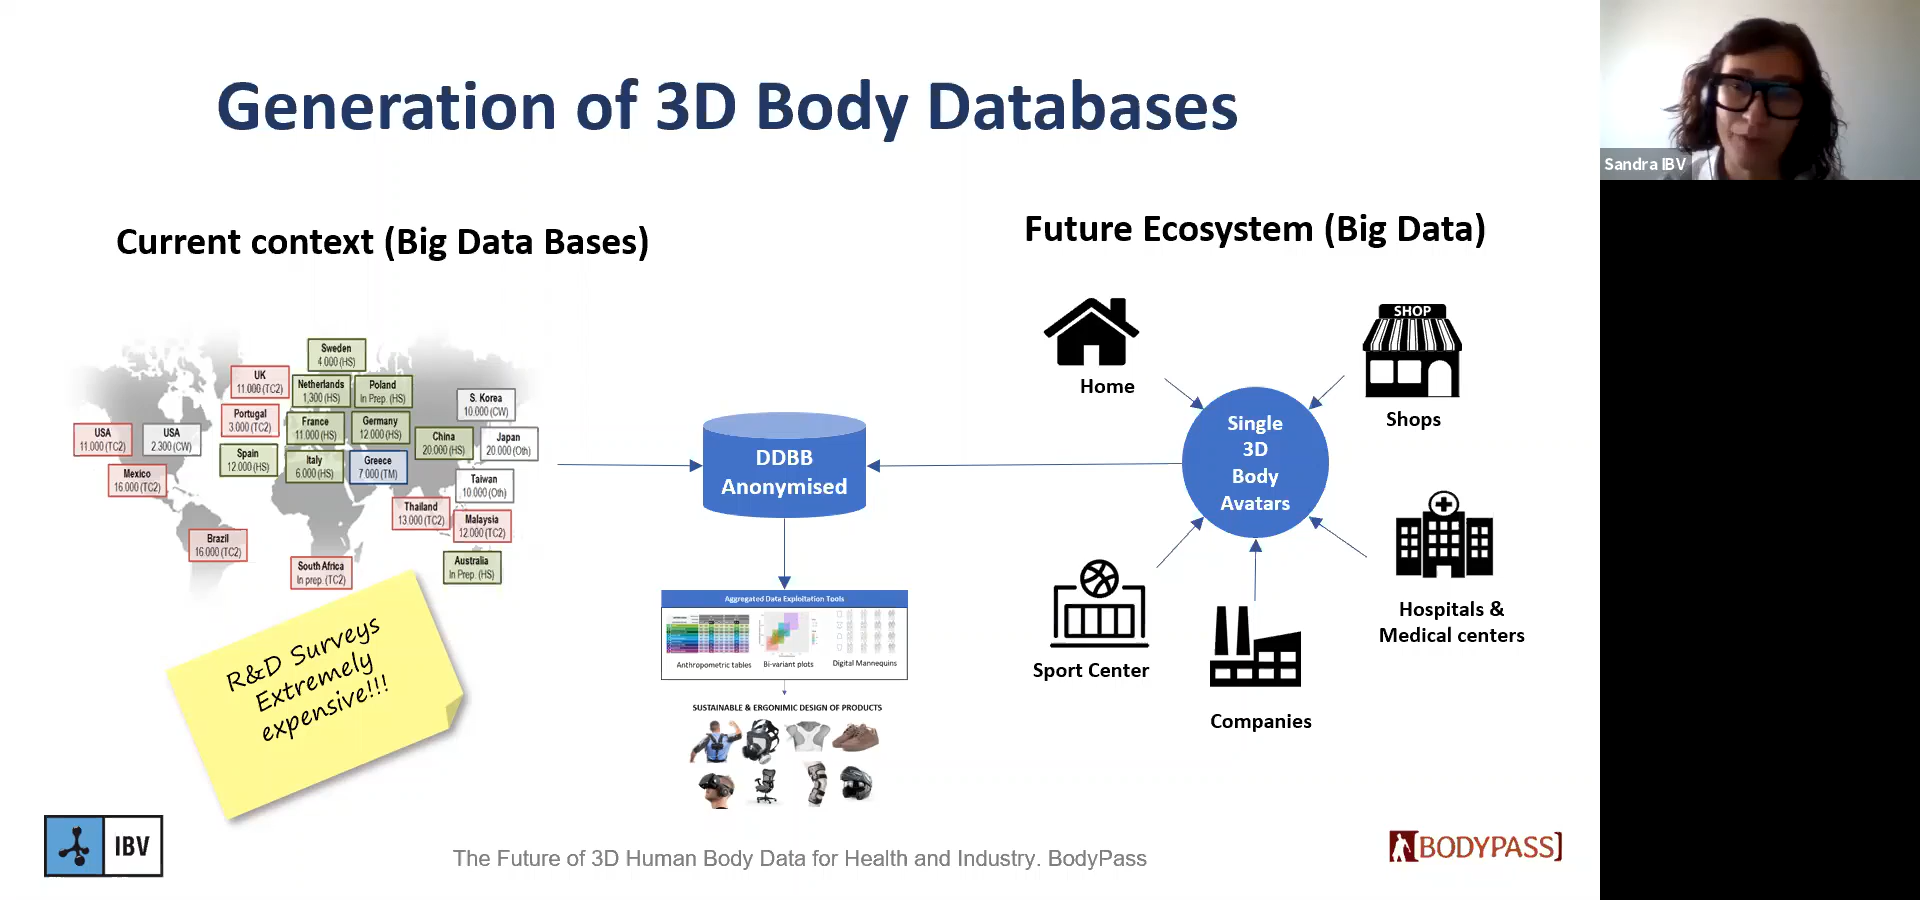 Generation of 3D Body Databases
Sandra IBV
Current context (Big Data Bases)
Future Ecosystem (Big Data)
Sweden
4 000 (HS)
UK
11.000 (TC2)
Netherlands
1,300 (HS)
Poland
In Prep. (HS)
S. Korea
10.000 (CW)
Portugal
3.000 (TC2)
France
11.000 (HS)
Germany
12.000 (HS)
USA
11.000 (TC2)
USA
2.300 (CW)
China
20.000 (HS)
Japan
20.000 (Oth)
Spain
12.000 (HS)
Italy
6.000 (HS)
Greece
7 000 (TM)
Mexico
16.000 (TC2)
Taiwan
10.000 (Oth)
Thailand
13.000 (TC2)
Malaysia
12.000 (TC2)
Brazil
16.000 (TC2)
South Africa
In prep. (TC2)
Australia
In Prep. (HS)
R&D Surveys
Extremely
expensive!!!
DDBB
Anonymised
Aggregated Data Exploitation Tools
Anthropometric tables
Bi-variant plots
Digital Mannequins
SUSTAINABLE & ERGONIMIC DESIGN OF PRODUCTS
Home
SHOP
Shops
Single
3D
Body
Avatars
Sport Center
Companies
Hospitals &
Medical centers
IBV
The Future of 3D Human Body Data for Health and Industry. BodyPass
[BODYPASS]